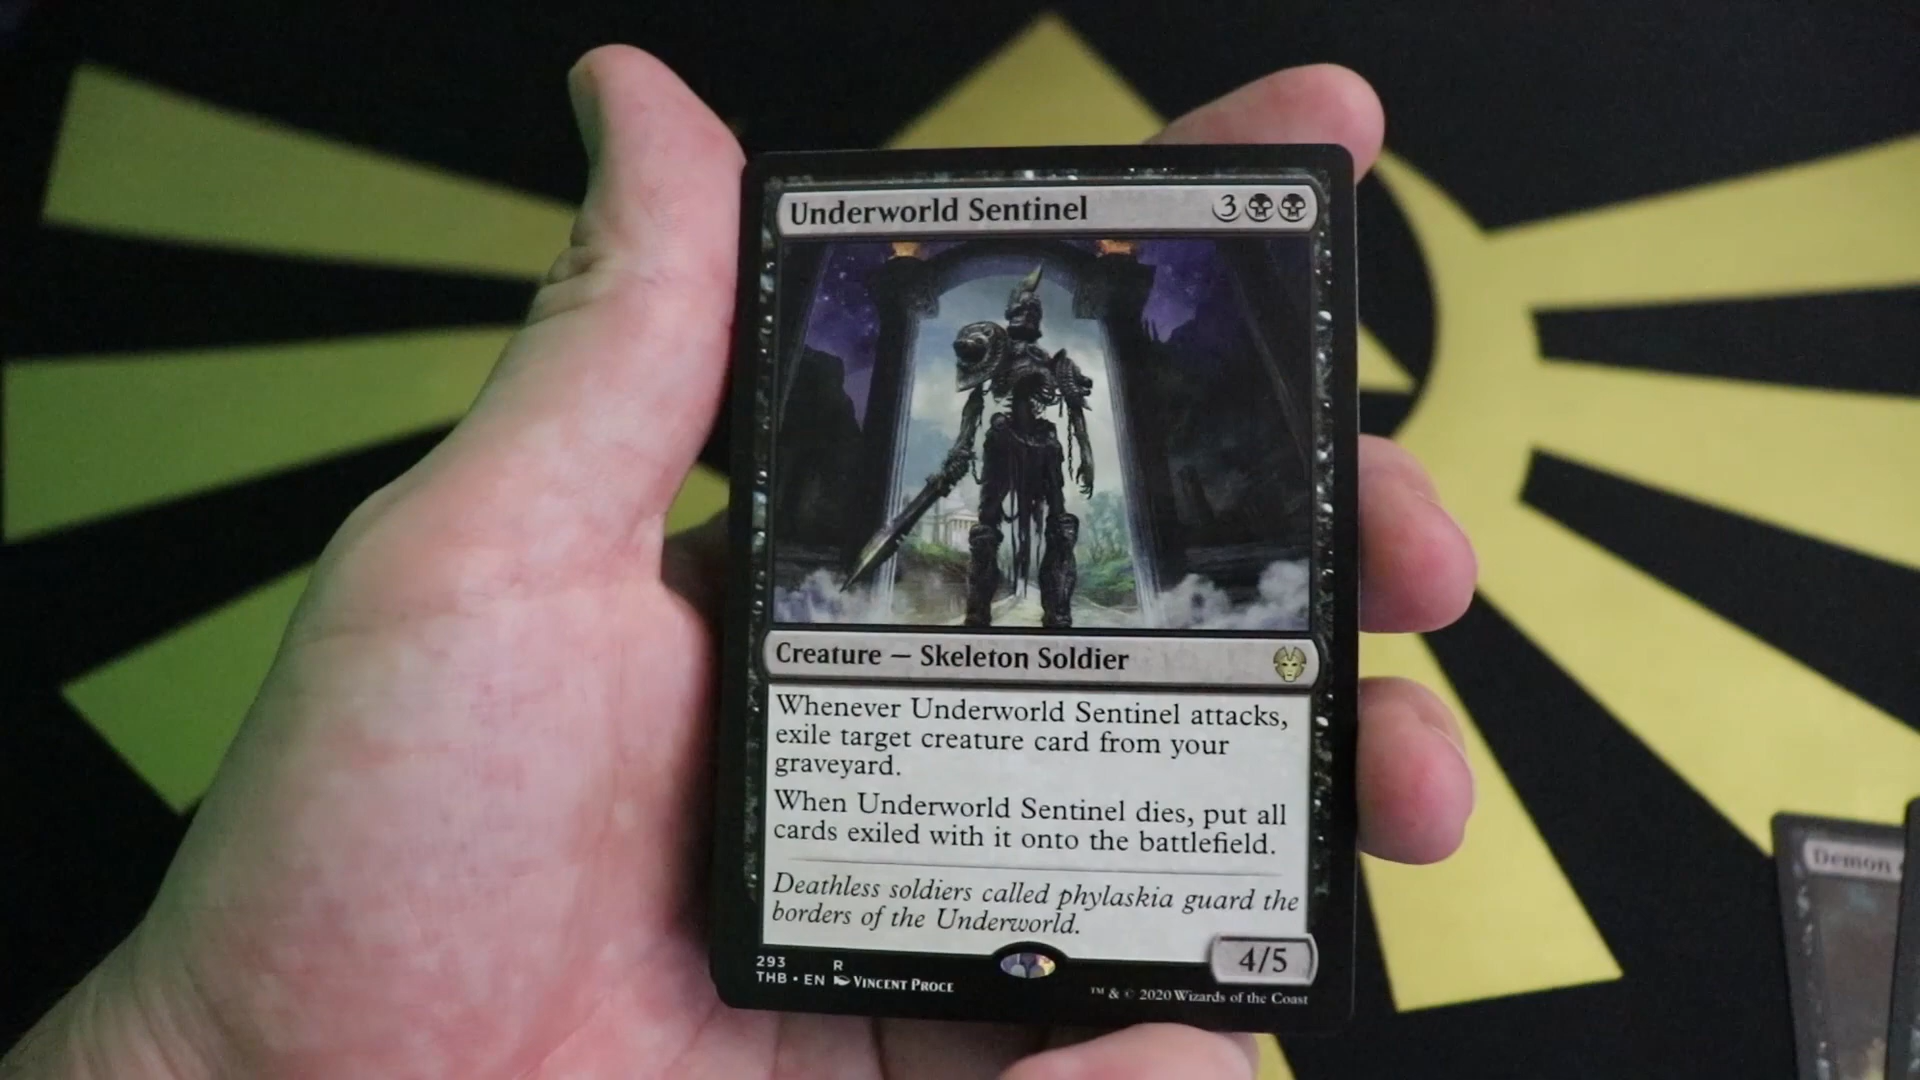 Underworld Sentinel 3
Creature — Skeleton Soldier
Whenever Underworld Sentinel attacks,
exile target creature card from your
graveyard.
When Underworld Sentinel dies, put all
cards exiled with it onto the battlefield.
Deathless soldiers called phylaskia guard the
borders of the Underworld.
4/5
293 R
THB • EN VINCENT PROCE
™ & © 2020 Wizards of the Coast
Demon